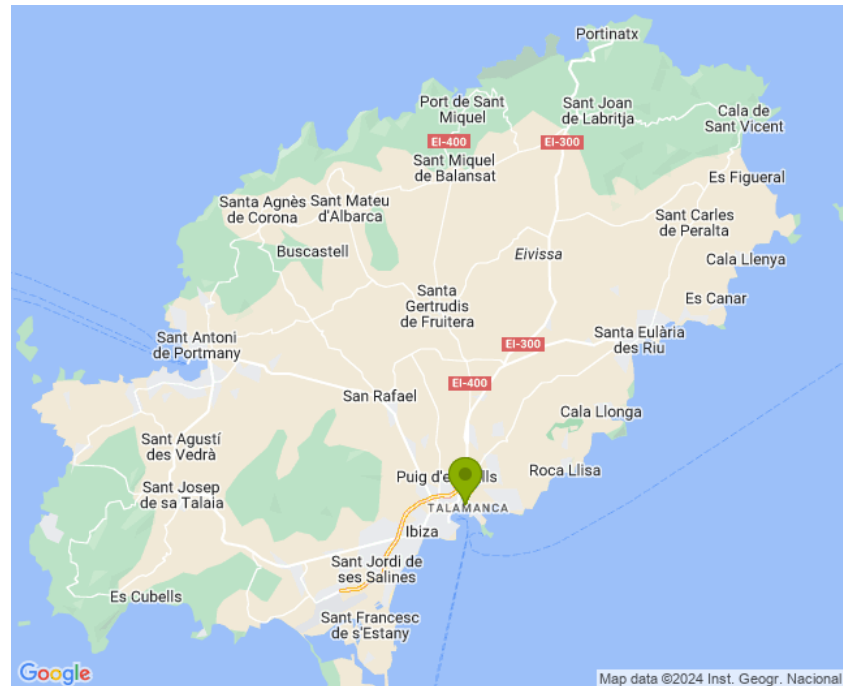 Portinatx
Port de Sant
Miquel
Sant Joan
de Labritja
Cala de
Sant Vicent
EI-400
EI-300
Sant Miquel
de Balansat
Es Figueral
Santa Agnès
de Corona
Sant Mateu
d'Albarca
Sant Carles
de Peralta
Buscastell
Eivissa
Cala Llenya
Santa
Gertrudis
de Fruitera
Es Canar
Sant Antoni
de Portmany
Santa Eulària
des Riu
EI-300
EI-400
San Rafael
Cala Llonga
Sant Agustí
des Vedrà
Roca Llisa
Puig d'e
lls
Sant Josep
de sa Talaia
TALAMANCA
Ibiza
Sant Jordi de
ses Salines
Es Cubells
Sant Francesc
de s'Estany
Google
Map data ©2024 Inst. Geogr. Nacional